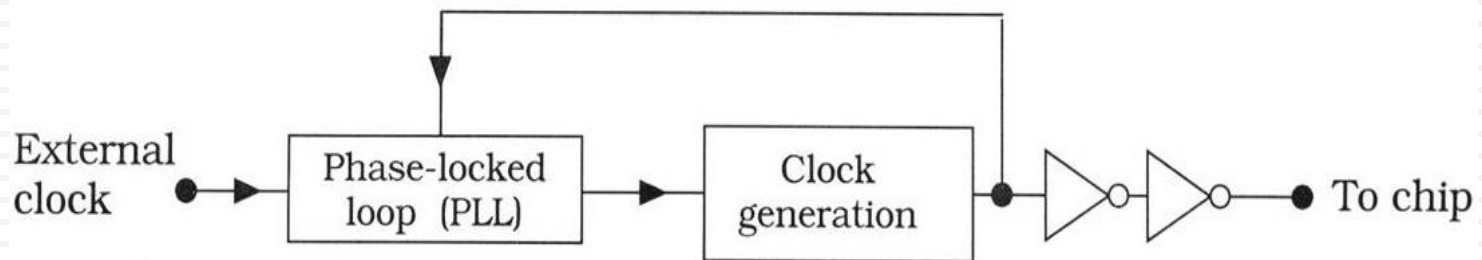 External
clock
Phase-locked
loop (PLL)
Clock
generation
To chip